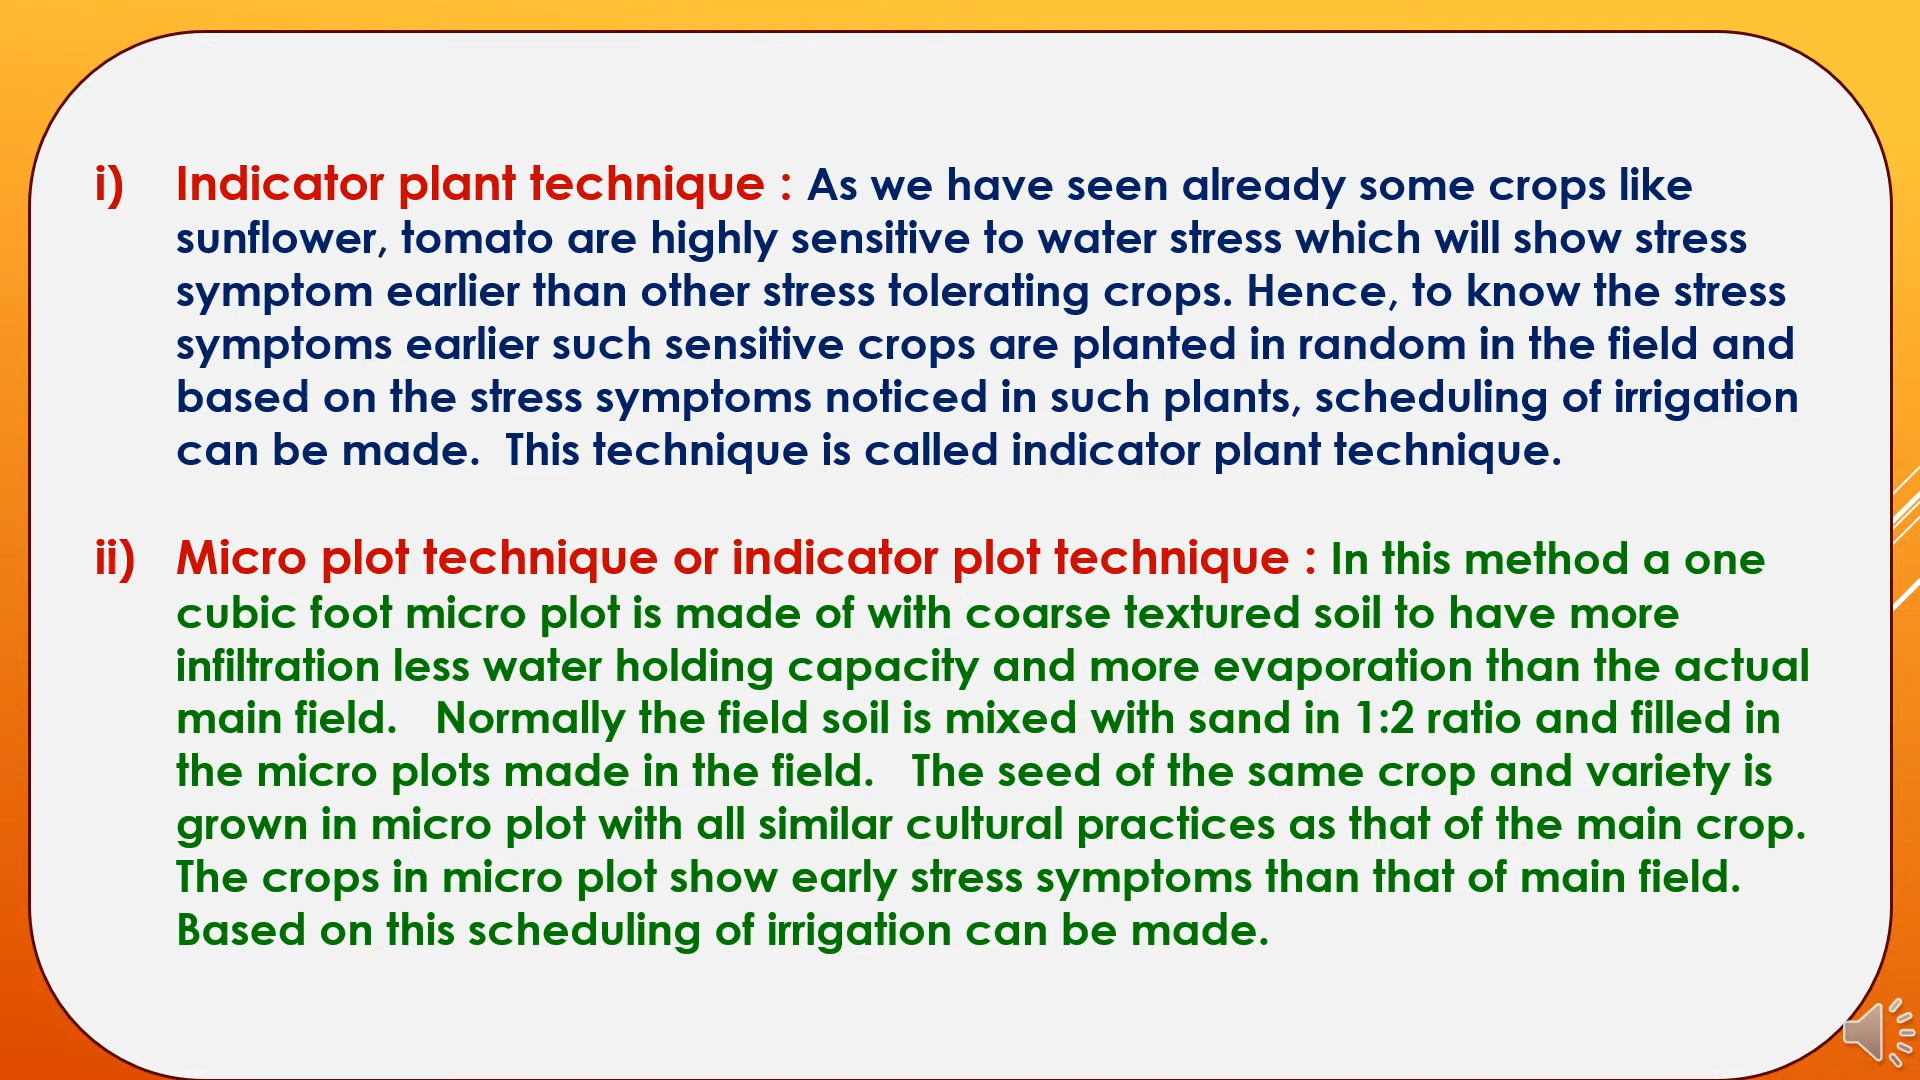 i) Indicator plant technique : As we have seen already some crops like
sunflower, tomato are highly sensitive to water stress which will show stress
symptom earlier than other stress tolerating crops. Hence, to know the stress
symptoms earlier such sensitive crops are planted in random in the field and
based on the stress symptoms noticed in such plants, scheduling of irrigation
can be made.  This technique is called indicator plant technique.
ii) Micro plot technique or indicator plot technique : In this method a one
cubic foot micro plot is made of with coarse textured soil to have more
infiltration less water holding capacity and more evaporation than the actual
main field.   Normally the field soil is mixed with sand in 1:2 ratio and filled in
the micro plots made in the field.   The seed of the same crop and variety is
grown in micro plot with all similar cultural practices as that of the main crop.
The crops in micro plot show early stress symptoms than that of main field.
Based on this scheduling of irrigation can be made.